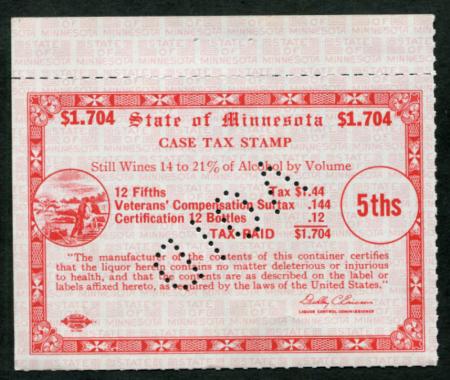 $1.704 State of Minnesota $1.704
CASE TAX STAMP
Still Wines 14 to 21% of Alcohol by Volume
12 Fifths Tax $1.44
Veterans' Compensation Surtax .144
Certification 12 Bottles .12
TAX PAID $1.704
5ths
"The manufacturer of the contents of this container certifies
that the liquor herein contains no matter deleterious or injurious
to health, and that the contents are as described on the label or
labels affixed hereto, as required by the laws of the United States."
LIQUOR CONTROL COMMISSIONER
STATE OF MINNESOTA